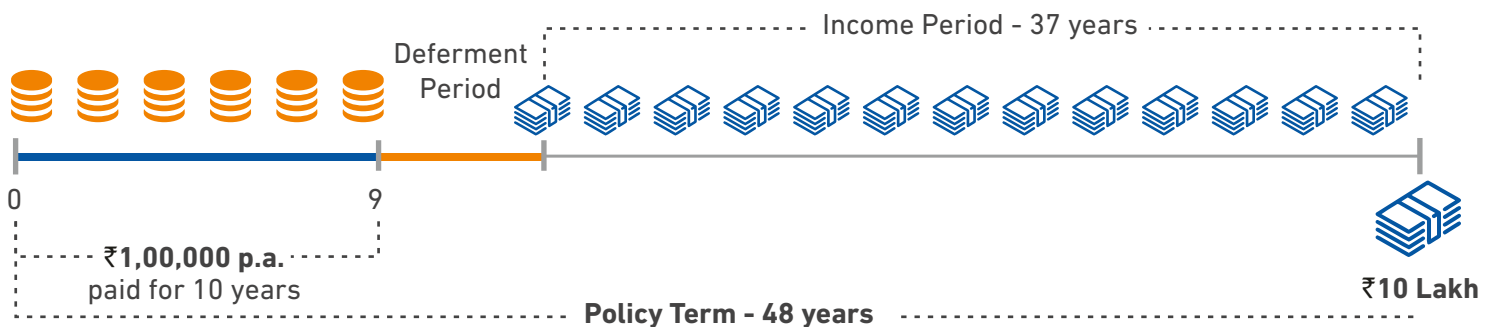 Income Period - 37 years
Deferment
Period
0
9
₹1,00,000 p.a.
paid for 10 years
₹10 Lakh
Policy Term - 48 years